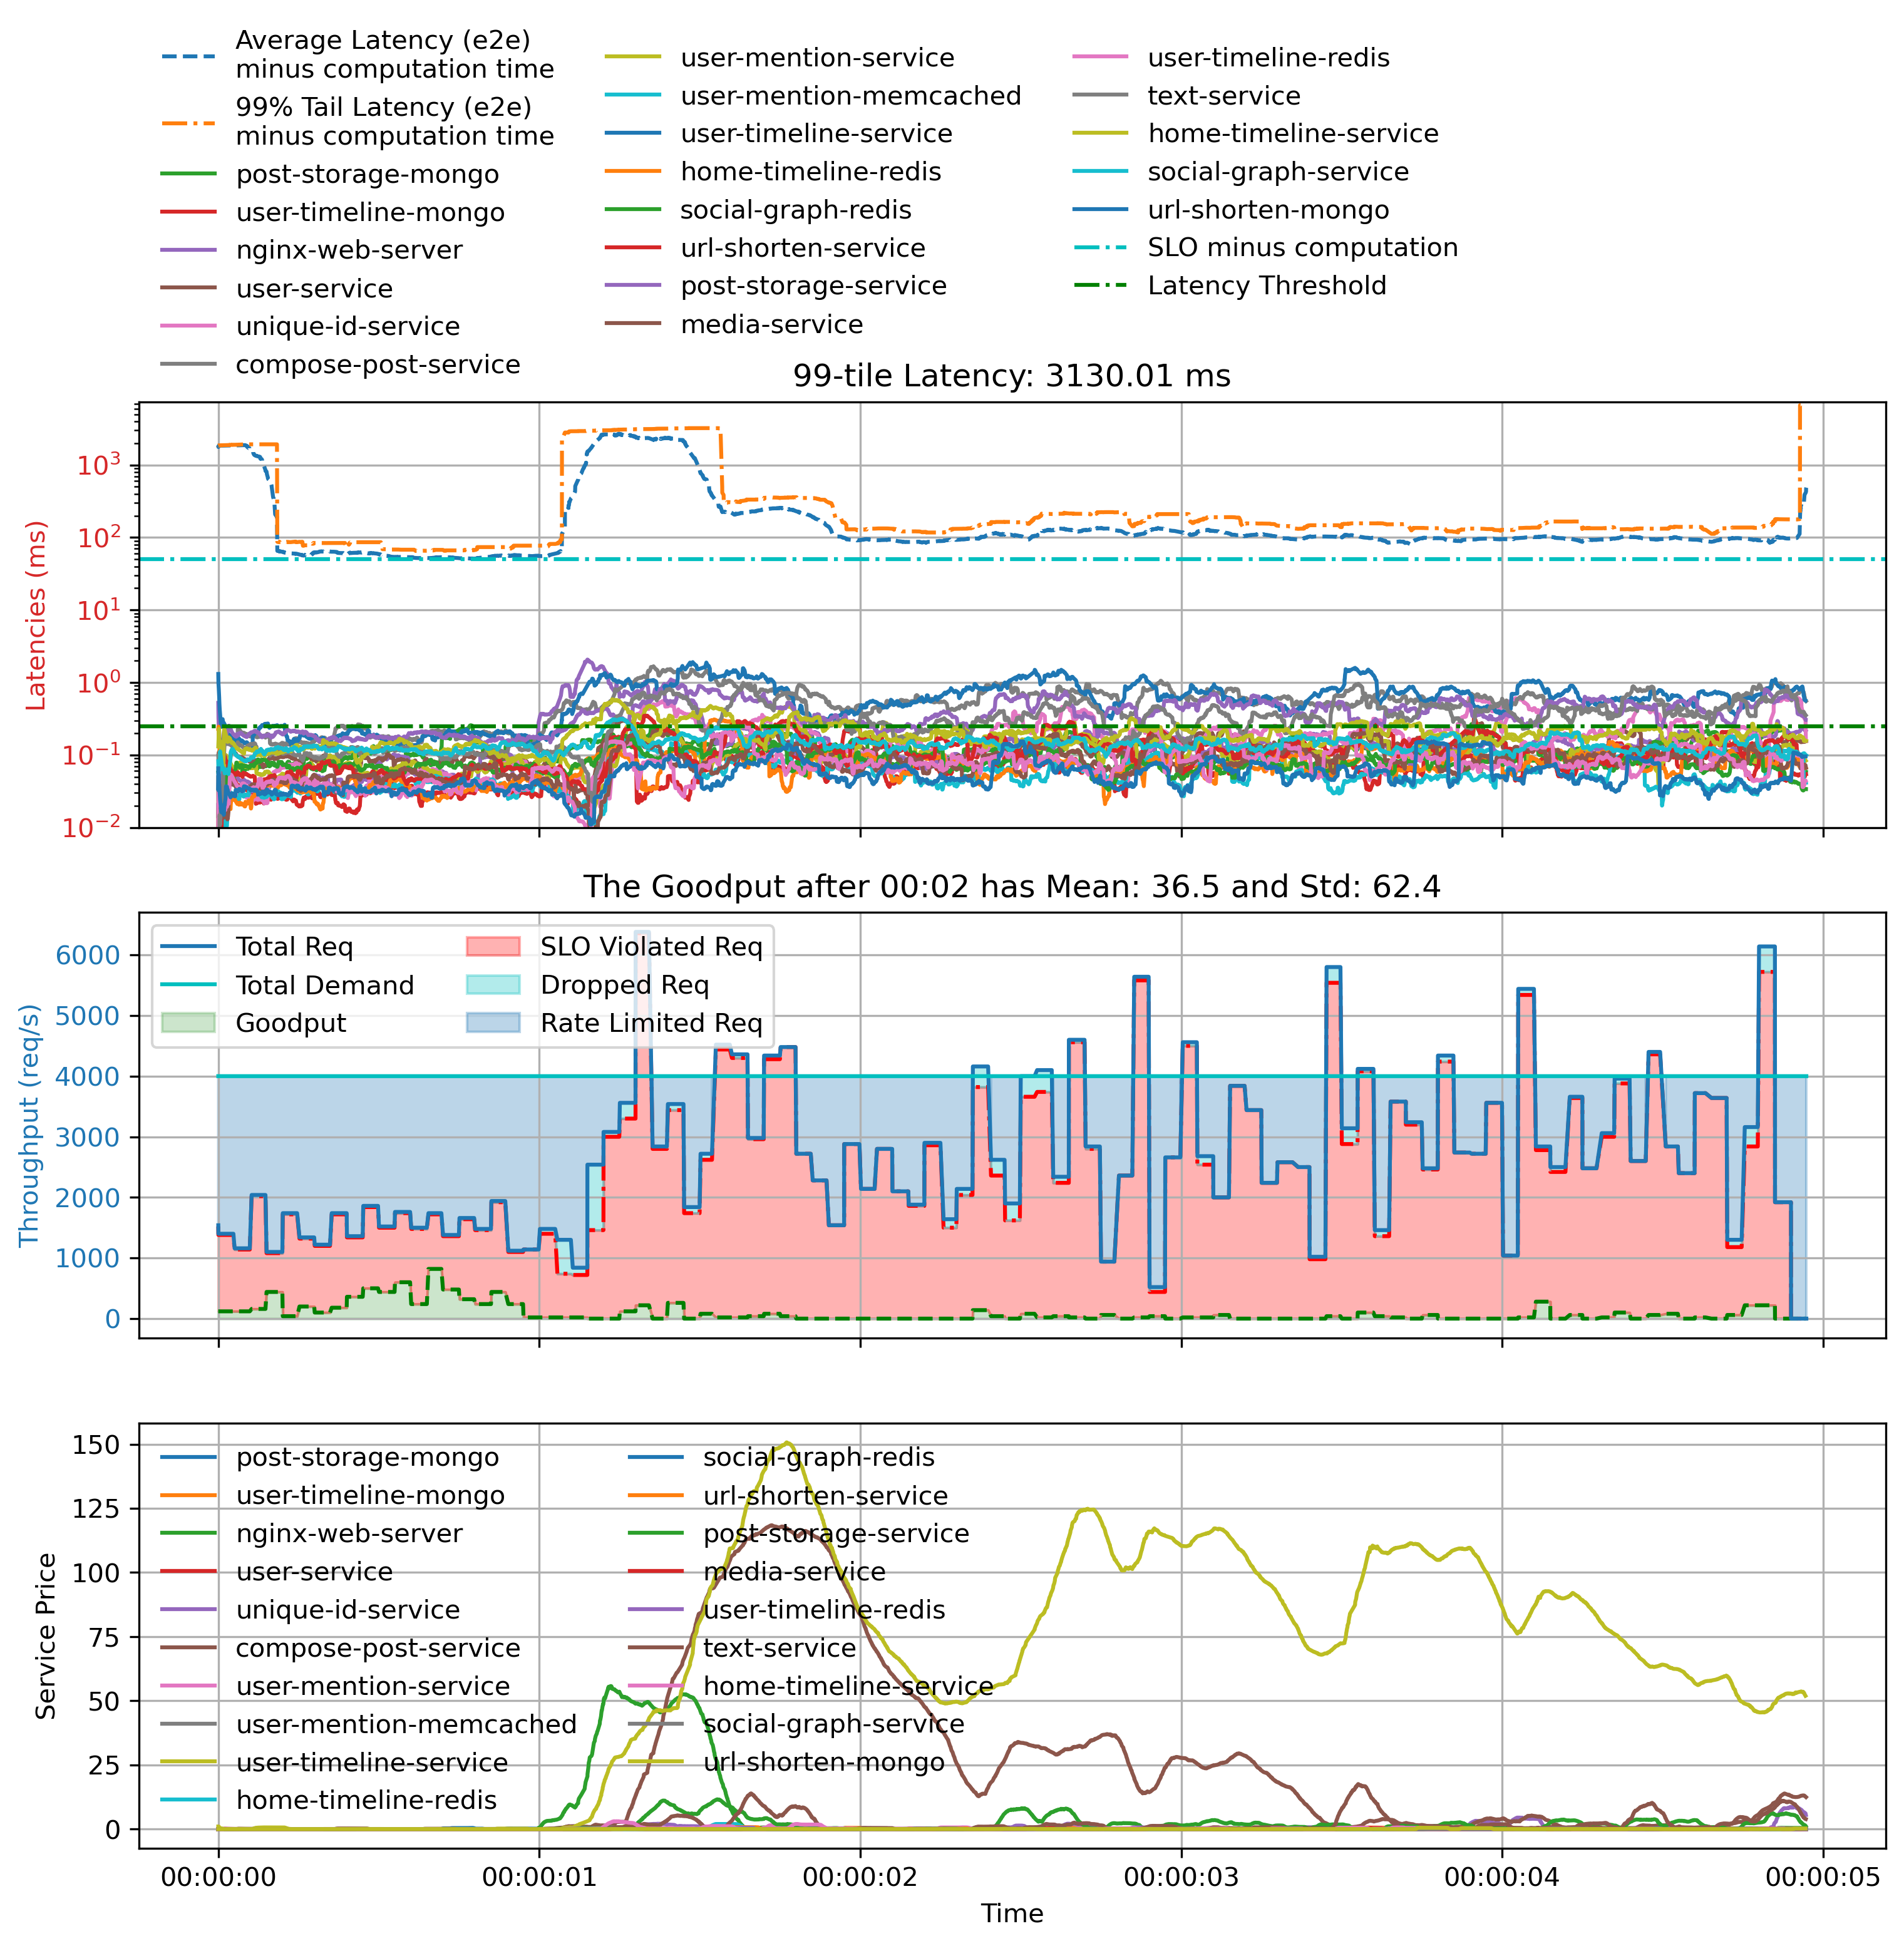 Average Latency (e2e)
minus computation time
99% Tail Latency (e2e)
minus computation time
post-storage-mongo
user-timeline-mongo
nginx-web-server
user-service
unique-id-service
compose-post-service
user-mention-service
user-mention-memcached
user-timeline-service
home-timeline-redis
social-graph-redis
url-shorten-service
post-storage-service
media-service
user-timeline-redis
text-service
home-timeline-service
social-graph-service
url-shorten-mongo
SLO minus computation
Latency Threshold
99-tile Latency: 3130.01 ms
Latencies (ms)
10³
10²
10¹
10⁰
10⁻¹
10⁻²
The Goodput after 00:02 has Mean: 36.5 and Std: 62.4
Throughput (req/s)
6000
5000
4000
3000
2000
1000
0
Total Req
Total Demand
Goodput
SLO Violated Req
Dropped Req
Rate Limited Req
Service Price
150
125
100
75
50
25
0
post-storage-mongo
user-timeline-mongo
nginx-web-server
user-service
unique-id-service
compose-post-service
user-mention-service
user-mention-memcached
user-timeline-service
home-timeline-redis
social-graph-redis
url-shorten-service
post-storage-service
media-service
user-timeline-redis
text-service
home-timeline-service
social-graph-service
url-shorten-mongo
00:00:00 00:00:01 00:00:02 00:00:03 00:00:04 00:00:05
Time